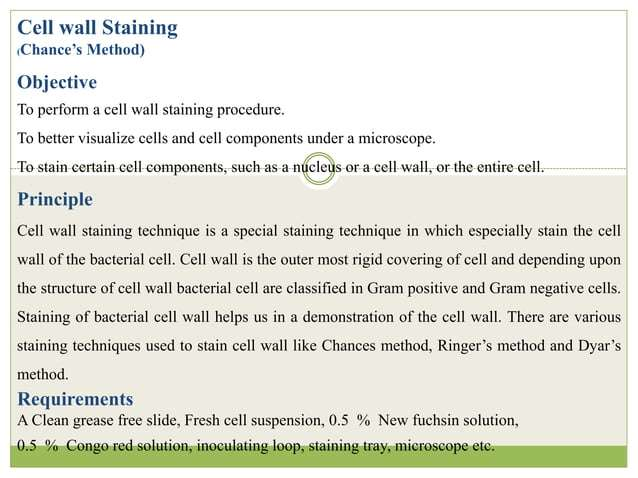 Cell wall Staining
(Chance’s Method)
Objective
To perform a cell wall staining procedure.
To better visualize cells and cell components under a microscope.
To stain certain cell components, such as a nucleus or a cell wall, or the entire cell.
Principle
Cell wall staining technique is a special staining technique in which especially stain the cell
wall of the bacterial cell. Cell wall is the outer most rigid covering of cell and depending upon
the structure of cell wall bacterial cell are classified in Gram positive and Gram negative cells.
Staining of bacterial cell wall helps us in a demonstration of the cell wall. There are various
staining techniques used to stain cell wall like Chances method, Ringer’s method and Dyar’s
method.
Requirements
A Clean grease free slide, Fresh cell suspension, 0.5 % New fuchsin solution,
0.5 % Congo red solution, inoculating loop, staining tray, microscope etc.